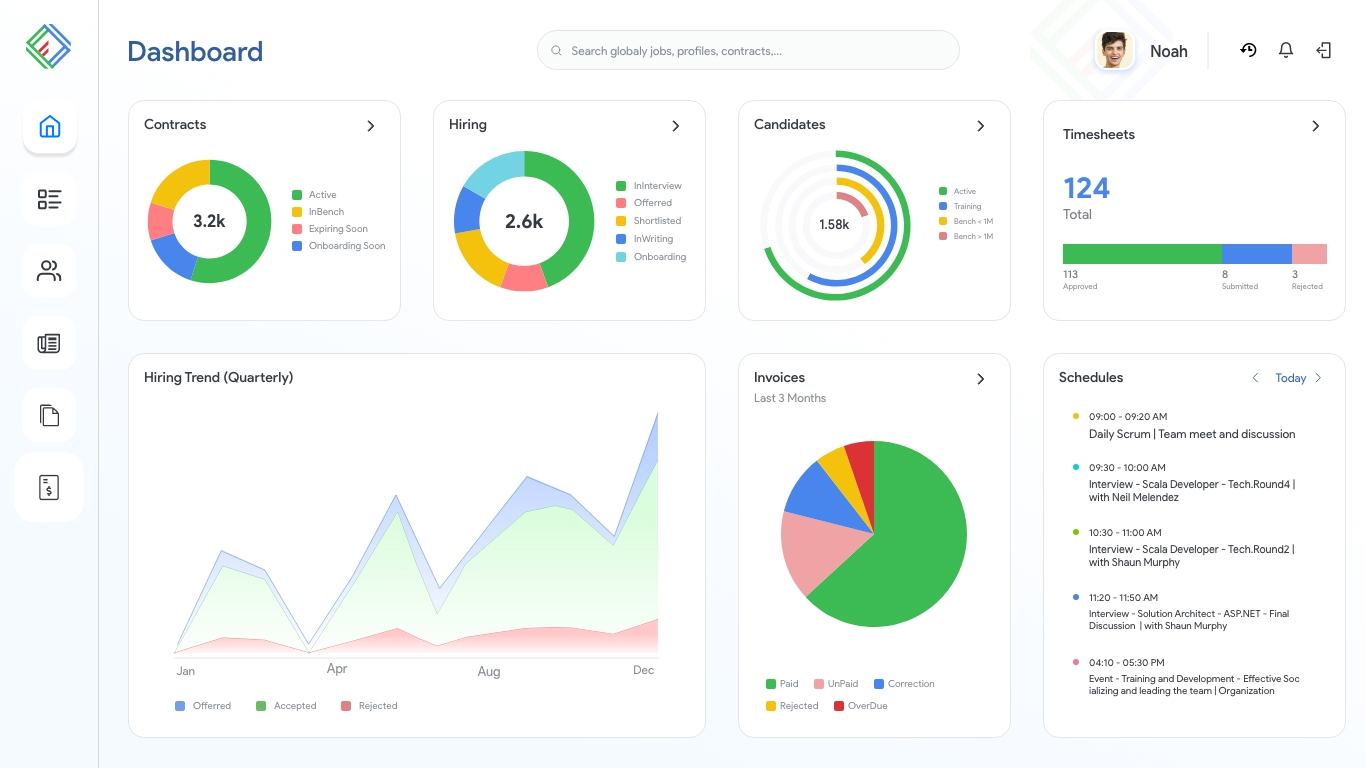 Dashboard
Search globaly jobs, profiles, contracts,...
Noah
Contracts
3.2k
Active
InBench
Expiring Soon
Onboarding Soon
Hiring
2.6k
InInterview
Offerred
Shortlisted
InWriting
Onboarding
Candidates
1.58k
Active
Training
Bench < 1M
Bench > 1M
Timesheets
124
Total
113
Approved
8
Submitted
3
Rejected
Hiring Trend (Quarterly)
Jan
Apr
Aug
Dec
Offerred
Accepted
Rejected
Invoices
Last 3 Months
Paid
UnPaid
Correction
Rejected
OverDue
Schedules
Today
09:00 - 09:20 AM
Daily Scrum | Team meet and discussion
09:30 - 10:00 AM
Interview - Scala Developer - Tech.Round4 |
with Neil Melendez
10:30 - 11:00 AM
Interview - Scala Developer - Tech.Round2 |
with Shaun Murphy
11:20 - 11:50 AM
Interview - Solution Architect - ASP.NET - Final
Discussion | with Shaun Murphy
04:10 - 05:30 PM
Event - Training and Development - Effective Soc
ializing and leading the team | Organization